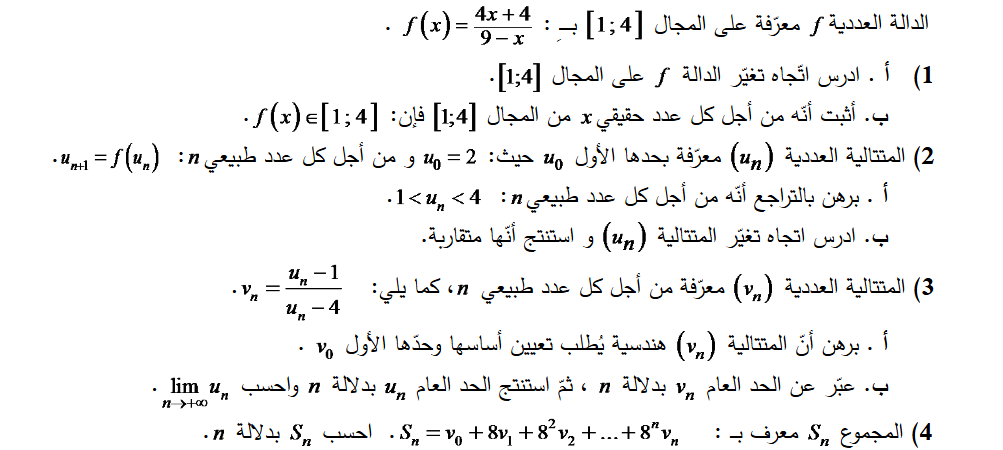 الدالة العددية f معرّفة على المجال [1;4] بـ : f(x) = (4x+4)/(9−x) .
1) أ . ادرس اتّجاه تغيّر الدالة f على المجال [1;4].
ب. أثبت أنّه من أجل كل عدد حقيقي x من المجال [1;4] فإن: f(x)∈[1;4] .
2) المتتالية العددية (uₙ) معرّفة بحدها الأول u₀ حيث: u₀ = 2 و من أجل كل عدد طبيعي n : uₙ₊₁ = f(uₙ).
أ . برهن بالتراجع أنّه من أجل كل عدد طبيعي n : 1 < uₙ < 4.
ب. ادرس اتجاه تغيّر المتتالية (uₙ) و استنتج أنّها متقاربة.
3) المتتالية العددية (vₙ) معرّفة من أجل كل عدد طبيعي n، كما يلي: vₙ = (uₙ −1)/(uₙ −4) .
أ . برهن أنّ المتتالية (vₙ) هندسية يُطلب تعيين أساسها وحدّها الأول v₀ .
ب. عبّر عن الحد العام vₙ بدلالة n ، ثمّ استنتج الحد العام uₙ بدلالة n واحسب lim uₙ n→+∞ .
4) المجموع Sₙ معرف بـ : Sₙ = v₀ + 8v₁ + 8²v₂ + ... + 8ⁿvₙ . احسب Sₙ بدلالة n.